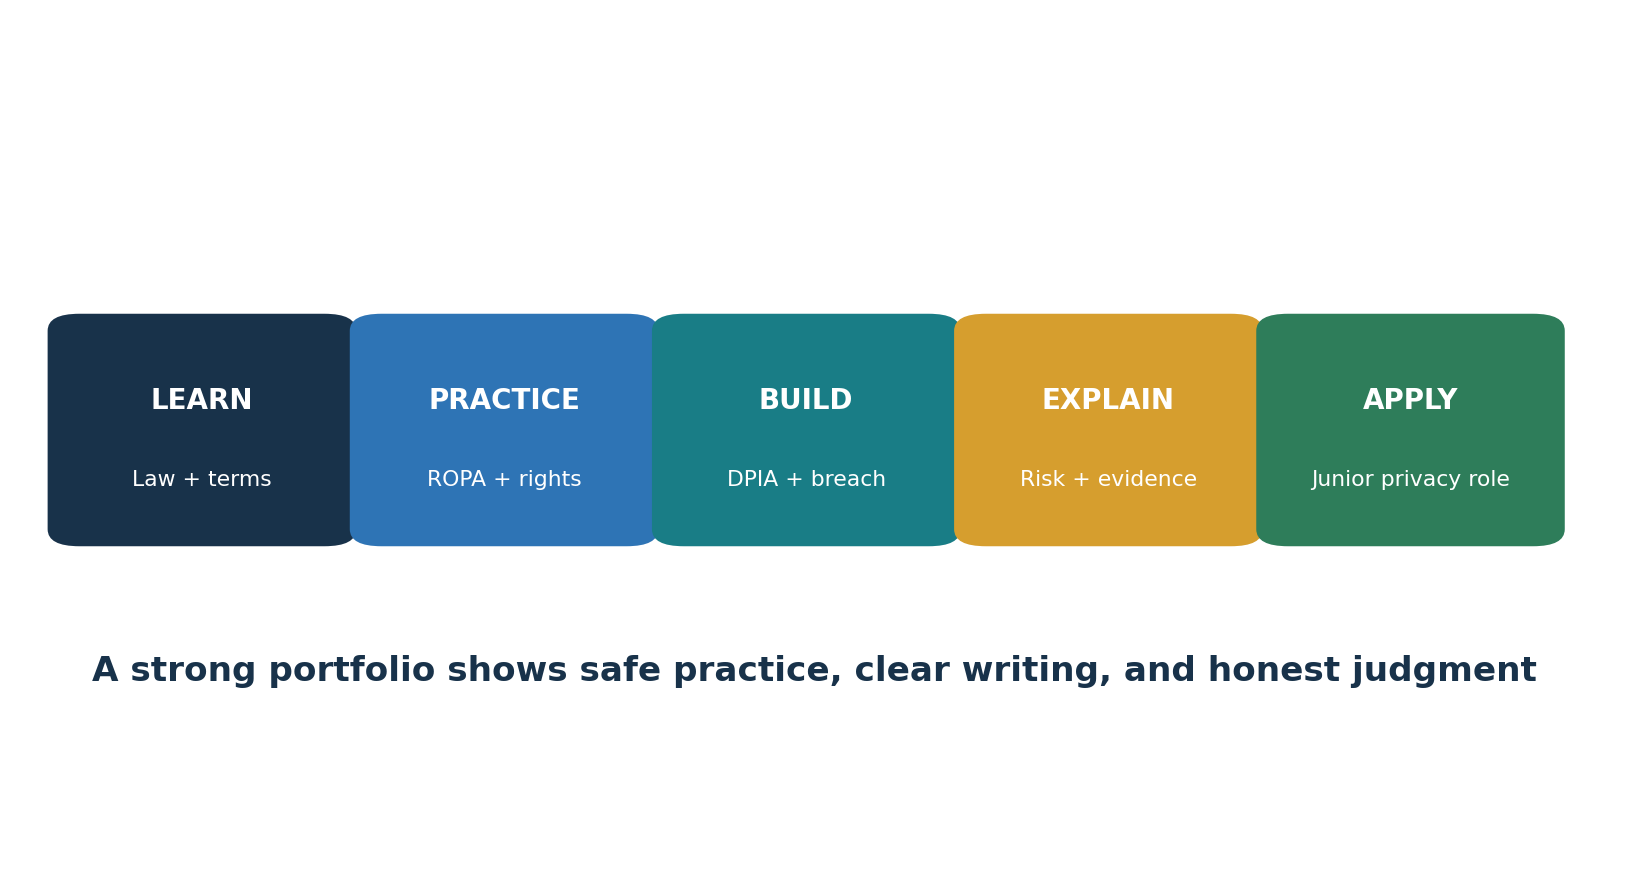 LEARN
Law + terms
PRACTICE
ROPA + rights
BUILD
DPIA + breach
EXPLAIN
Risk + evidence
APPLY
Junior privacy role
A strong portfolio shows safe practice, clear writing, and honest judgment